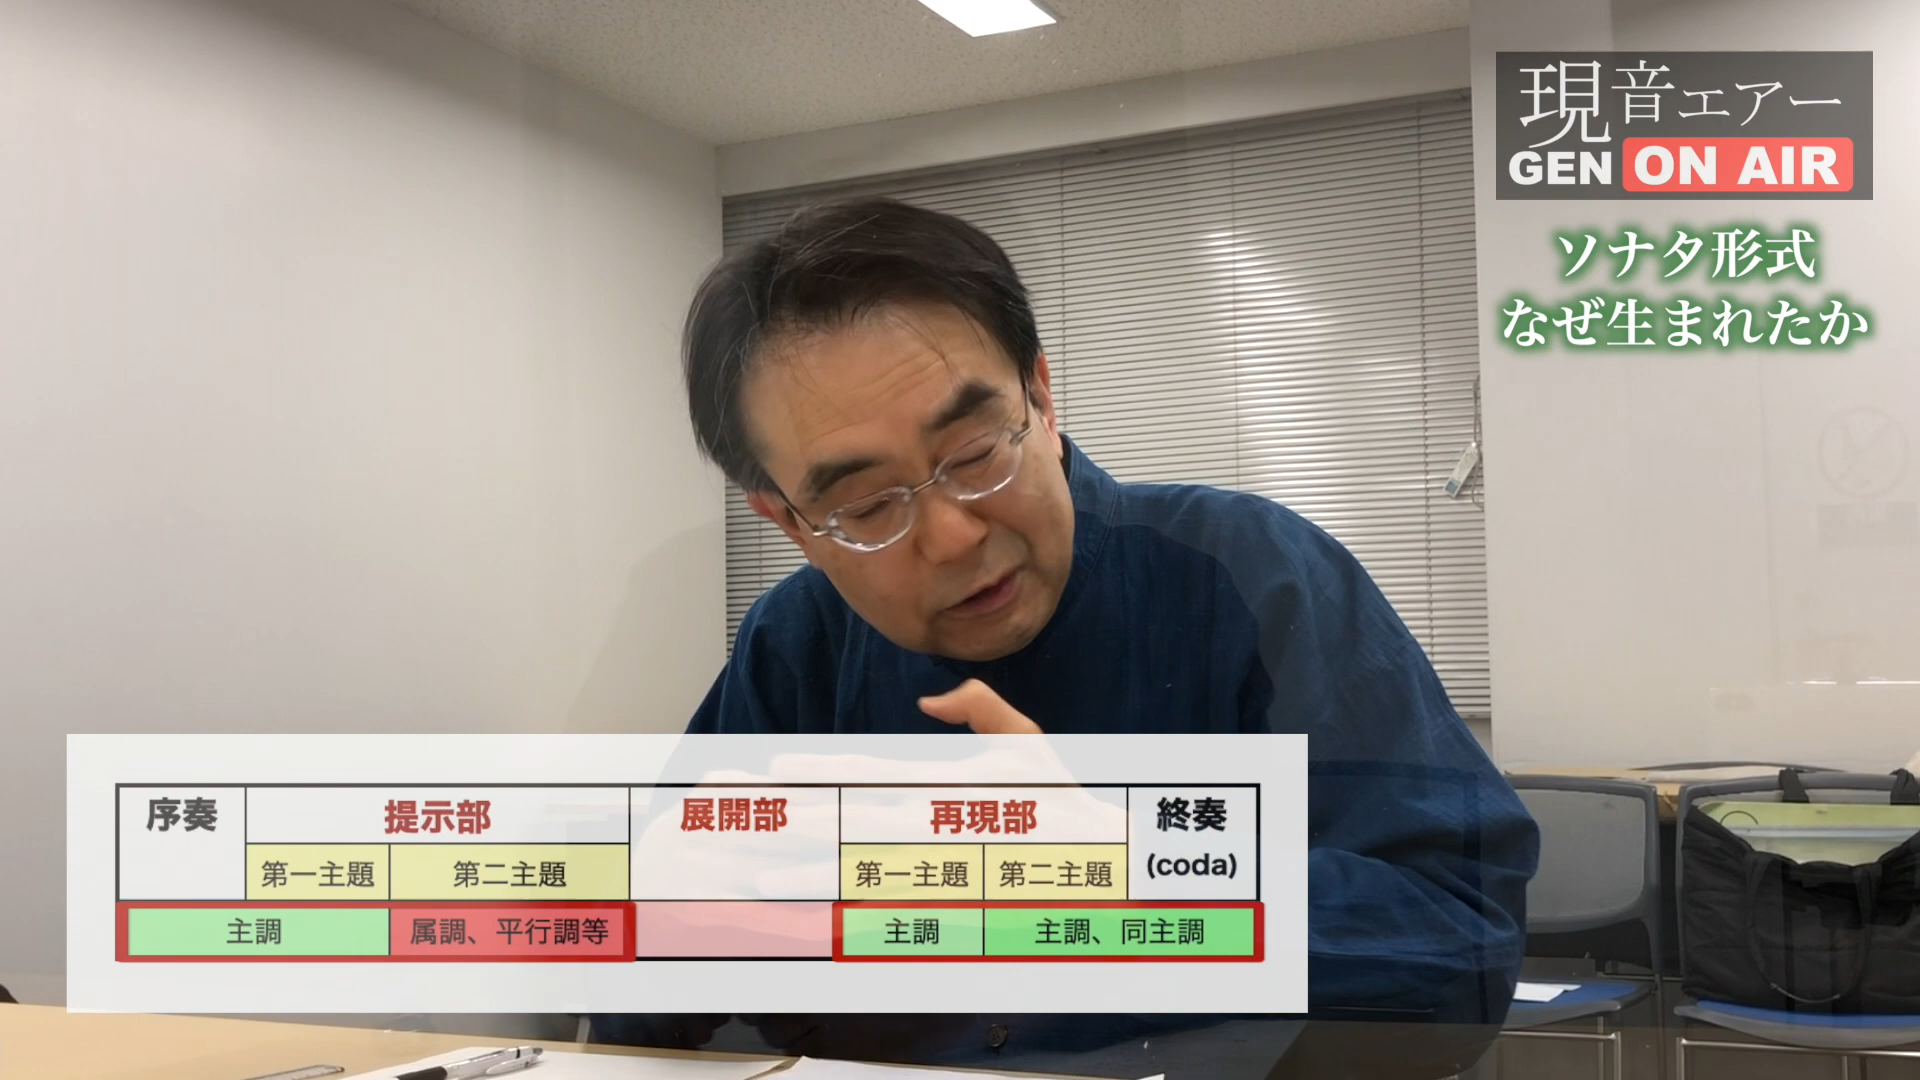 現音エアー
GEN ON AIR
ソナタ形式
なぜ生まれたか
序奏 提示部 展開部 再現部 終奏
第一主題 第二主題 第一主題 第二主題 (coda)
主調 属調、平行調等 主調 主調、同主調